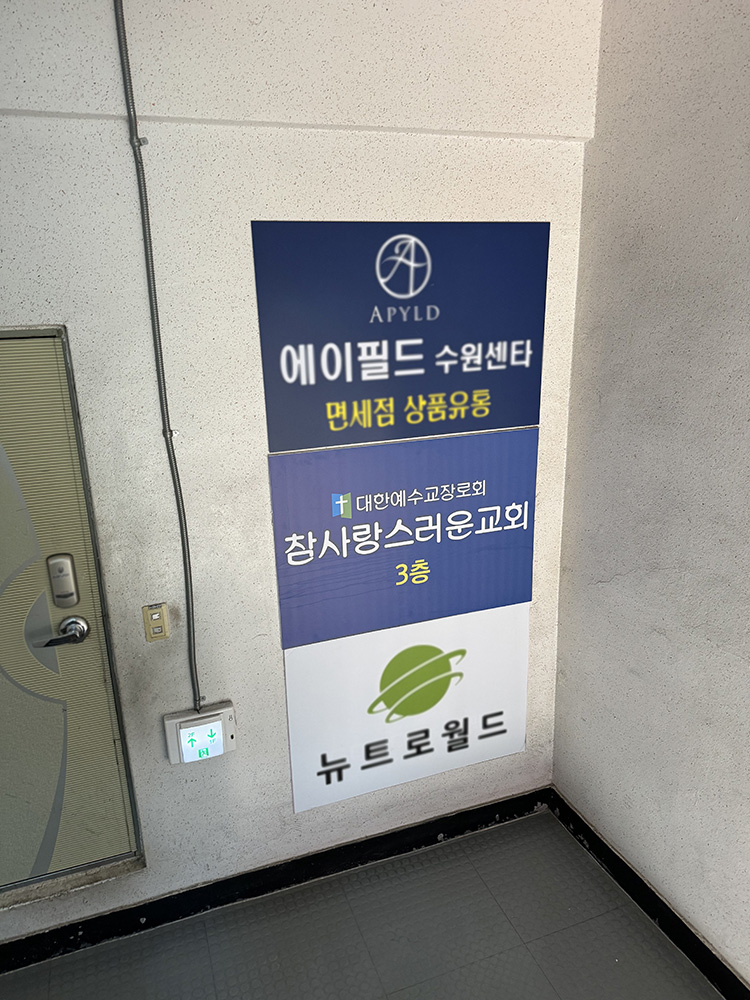 APYLD
에이필드 수원센타
면세점 상품유통
대한예수교장로회
참사랑스러운교회
3층
뉴트로월드